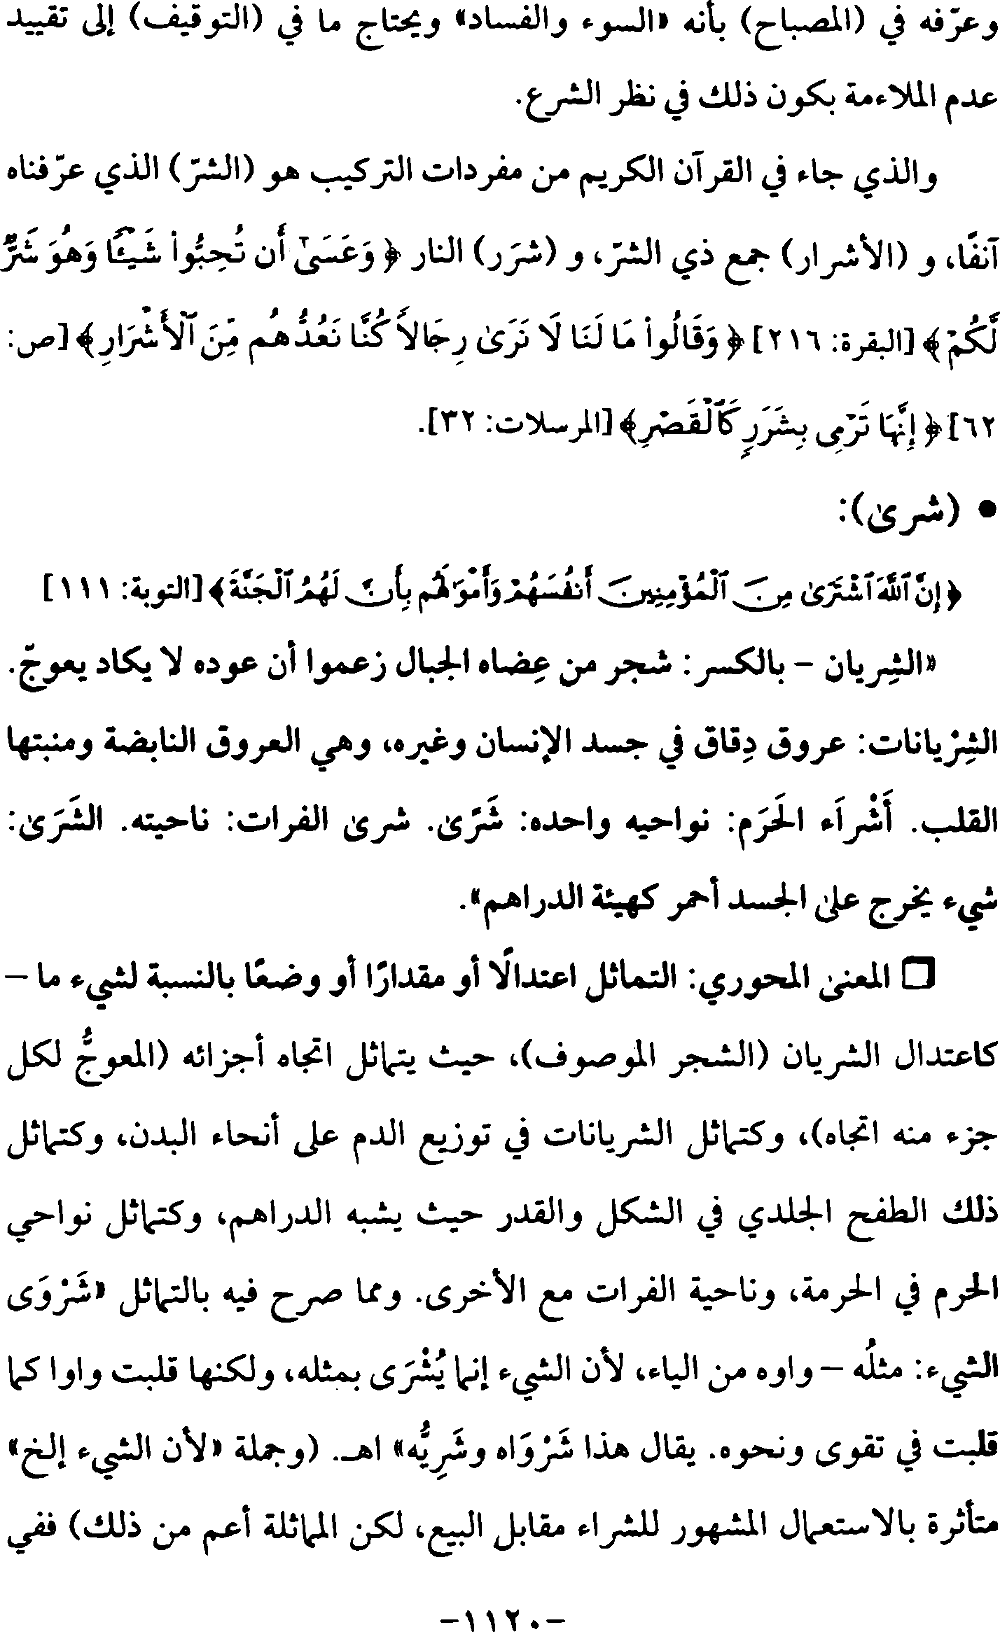 وعرّفه في (المصباح) بأنه «السوء والفساد» ويحتاج ما في (التوقيف) إلى تقييد
عدم الملاءمة بكون ذلك في نظر الشرع.
والذي جاء في القرآن الكريم من مفردات التركيب هو (الشرّ) الذي عرّفناه
آنفًا، و (الأشرار) جمع ذي الشرّ، و (شرَر) النار ﴿ وَعَسَىٰٓ أَن تُحِبُّوا۟ شَيْـًٔا وَهُوَ شَرٌّ
لَّكُمْ ﴾ [البقرة: ٢١٦] ﴿ وَقَالُوا۟ مَا لَنَا لَا نَرَىٰ رِجَالًا كُنَّا نَعُدُّهُم مِّنَ ٱلْأَشْرَارِ﴾ [ص:
٦٢] ﴿ إِنَّهَا تَرْمِى بِشَرَرٍ كَٱلْقَصْرِ﴾ [المرسلات: ٣٢].
• (شرىٰ):
﴿ إِنَّ ٱللَّهَ ٱشْتَرَىٰ مِنَ ٱلْمُؤْمِنِينَ أَنفُسَهُمْ وَأَمْوَٰلَهُم بِأَنَّ لَهُمُ ٱلْجَنَّةَ﴾ [التوبة: ١١١]
«الشِريان – بالكسر: شجر من عِضاه الجبال زعموا أن عوده لا يكاد يعوجّ.
الشِرْيانات: عروق دِقاق في جسد الإنسان وغيره، وهي العروق النابضة ومنبتها
القلب. أَشْرَاء الحَرَم: نواحيه واحده: شَرًىٰ. شرىٰ الفرات: ناحيته. الشَرَىٰ:
شيء يخرج علىٰ الجسد أحمر كهيئة الدراهم».
❏ المعنىٰ المحوري: التماثل اعتدالًا أو مقدارًا أو وضعًا بالنسبة لشيء ما –
كاعتدال الشريان (الشجر الموصوف)، حيث يتماثل اتجاه أجزائه (المعوجُّ لكل
جزء منه اتجاه)، وكتماثل الشريانات في توزيع الدم على أنحاء البدن، وكتماثل
ذلك الطفح الجلدي في الشكل والقدر حيث يشبه الدراهم، وكتماثل نواحي
الحرم في الحرمة، وناحية الفرات مع الأخرى. ومما صرح فيه بالتماثل «شَرْوَى
الشيء: مثلُه – واوه من الياء، لأن الشيء إنما يُشْرَى بمثله، ولكنها قلبت واوا كما
قلبت في تقوى ونحوه. يقال هذا شَرْوَاه وشَرِيُّه» اهـ. (وجملة «لأن الشيء إلخ»
متأثرة بالاستعمال المشهور للشراء مقابل البيع، لكن المماثلة أعم من ذلك) ففي
-١١٢٠-